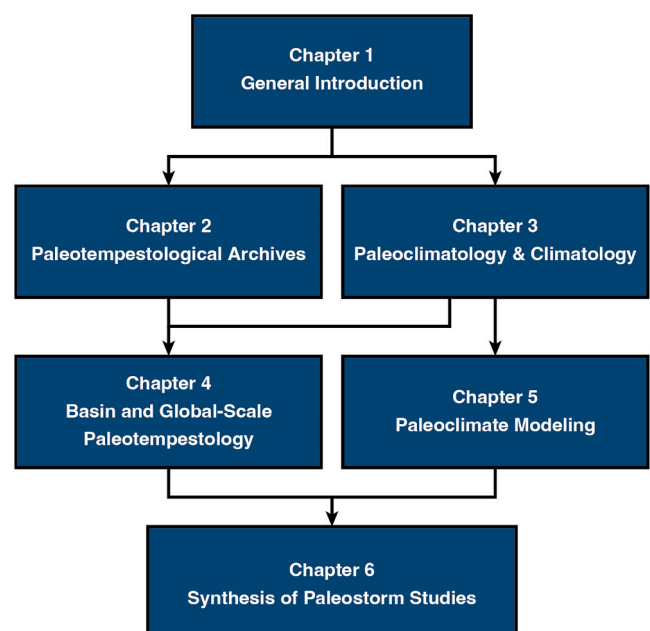 Chapter 1
General Introduction
Chapter 2
Paleotempestological Archives
Chapter 3
Paleoclimatology & Climatology
Chapter 4
Basin and Global-Scale
Paleotempestology
Chapter 5
Paleoclimate Modeling
Chapter 6
Synthesis of Paleostorm Studies